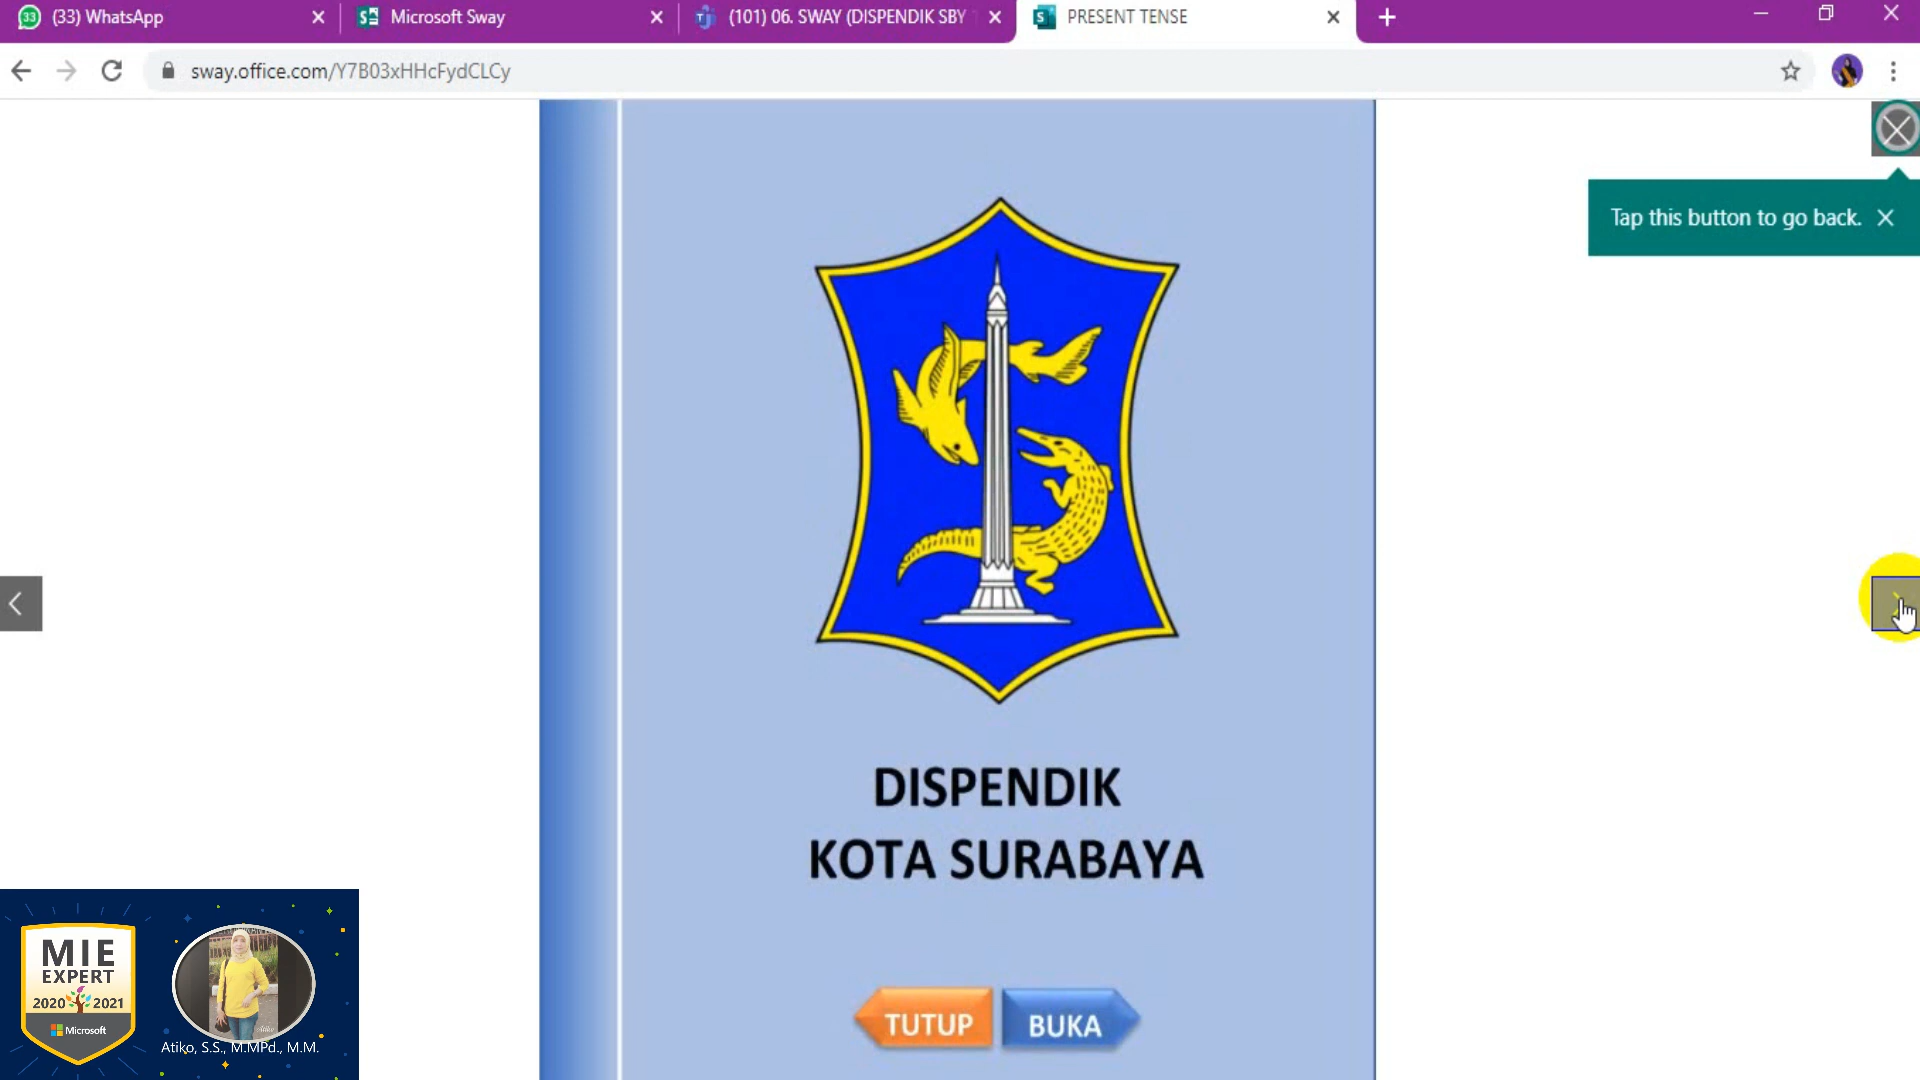 33 (33) WhatsApp
Microsoft Sway
(101) 06. SWAY (DISPENDIK SBY
PRESENT TENSE
sway.office.com/Y7B03xHHcFydCLCy
Tap this button to go back.
DISPENDIK
KOTA SURABAYA
TUTUP
BUKA
MIE
EXPERT
2020 2021
Microsoft
Atiko, S.S., M.MPd., M.M.